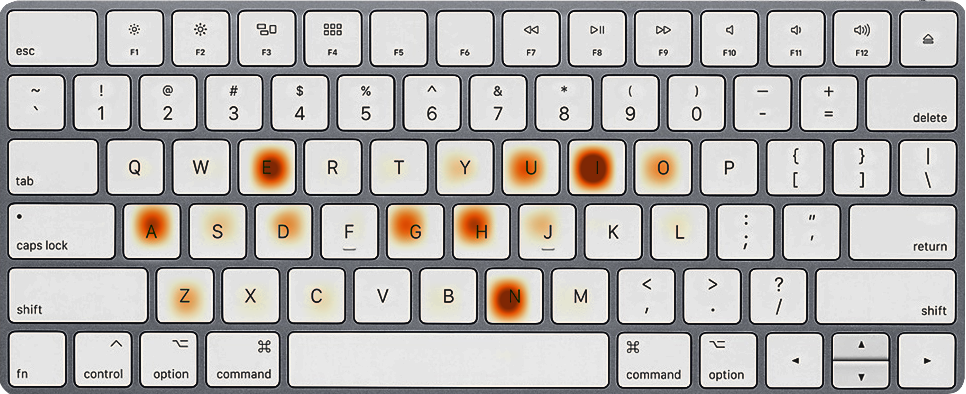 esc F1 F2 F3 F4 F5 F6 F7 F8 F9 F10 F11 F12
~ ! @ # $ % ^ & * ( ) — +
` 1 2 3 4 5 6 7 8 9 0 - = delete
tab Q W E R T Y U I O P { [ } ] | \
caps lock A S D F G H J K L : ; " ' return
shift Z X C V B N M < , > . ? / shift
fn control option command command option